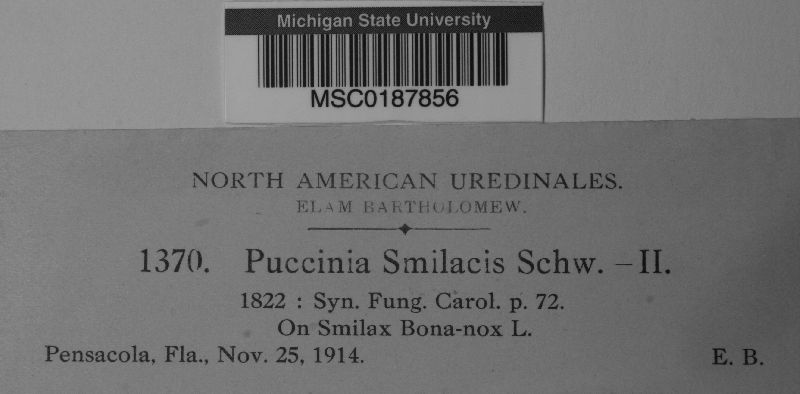 Michigan State University
MSC0187856
NORTH AMERICAN UREDINALES.
ELAM BARTHOLOMEW.
1370. Puccinia Smilacis Schw. – II.
1822 : Syn. Fung. Carol. p. 72.
On Smilax Bona-nox L.
Pensacola, Fla., Nov. 25, 1914. E. B.